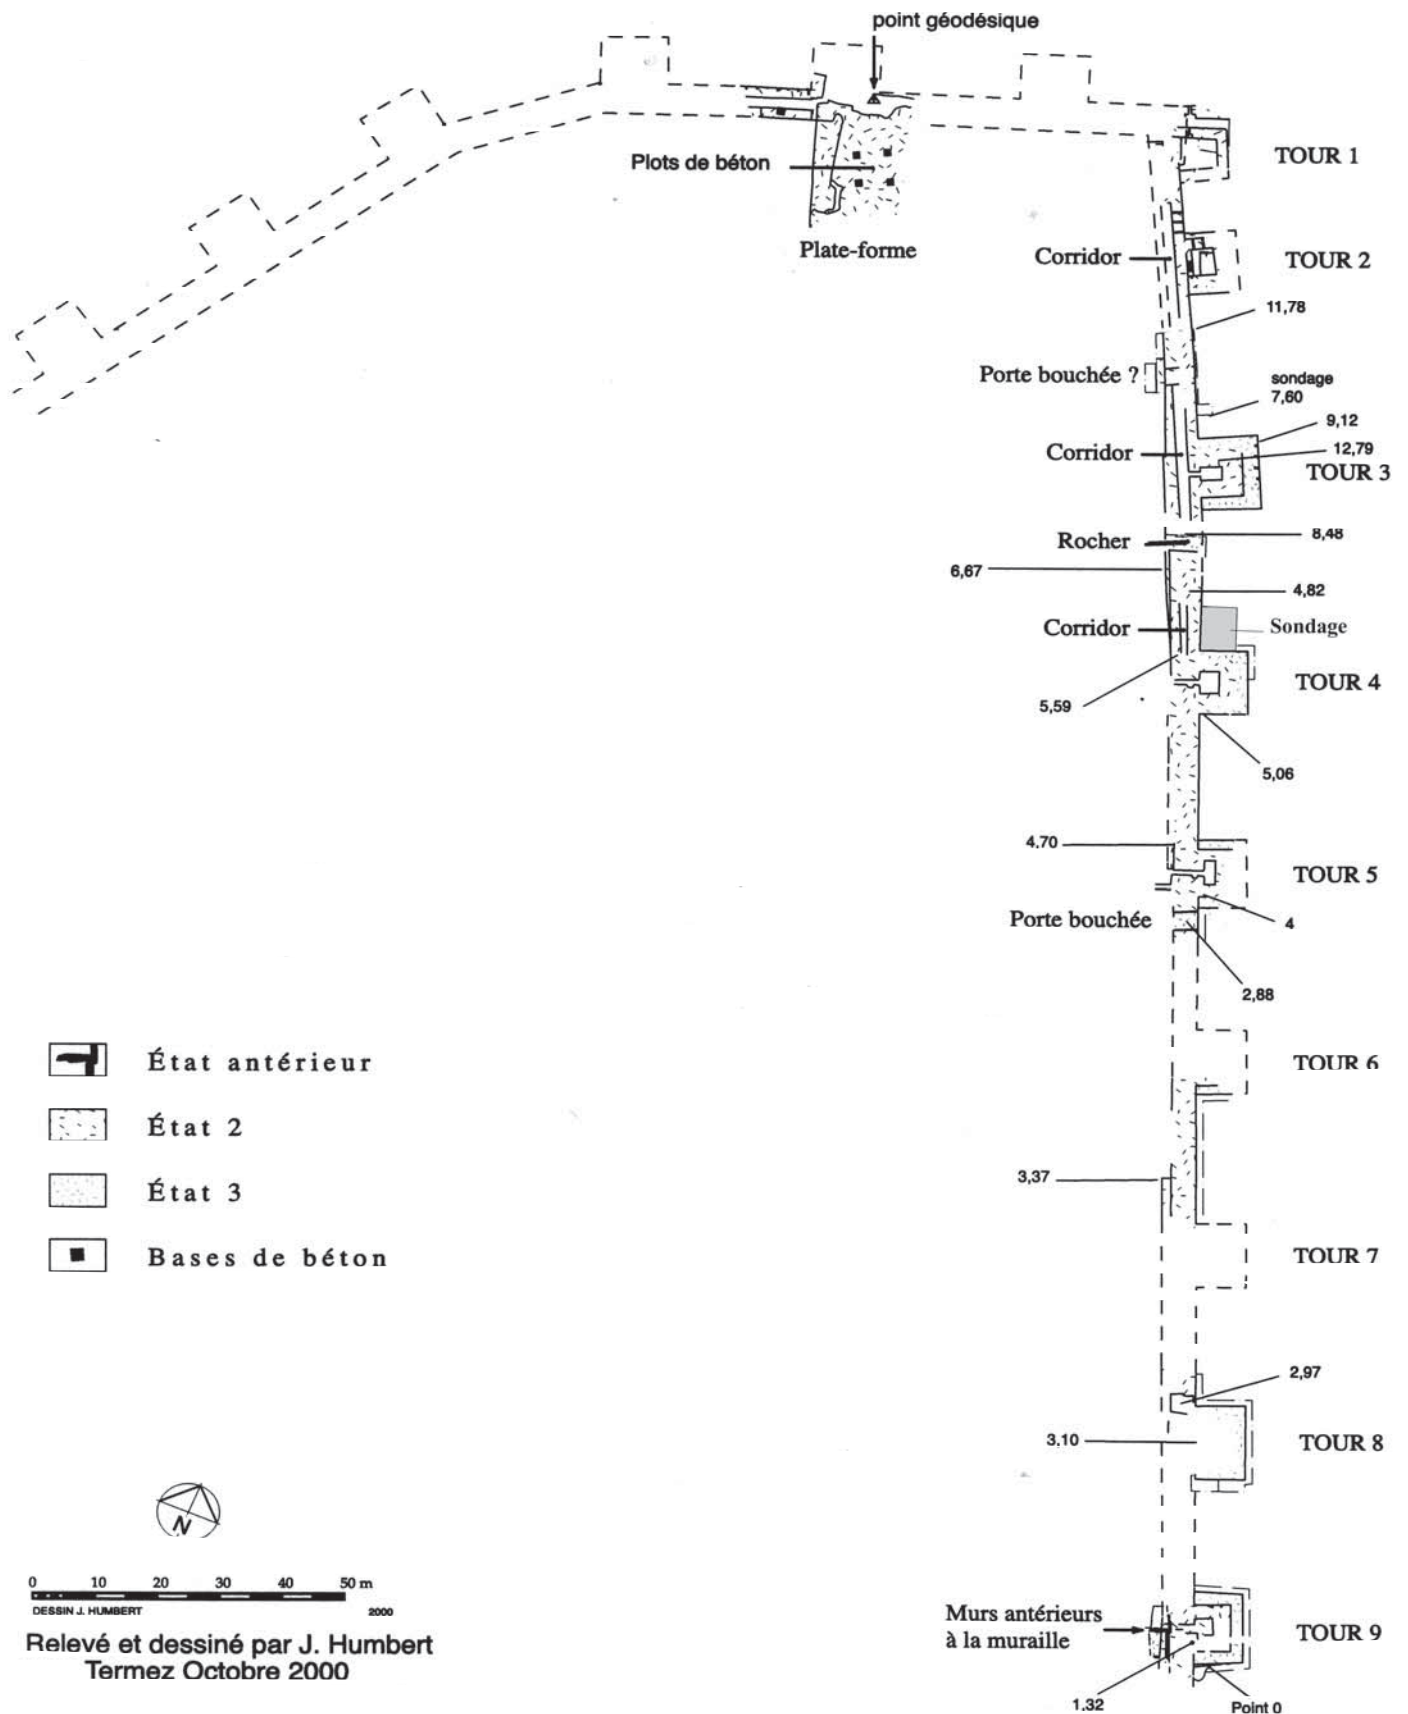 point géodésique
TOUR 1
Plots de béton
Plate-forme
Corridor
TOUR 2
11,78
Porte bouchée ?
sondage
7,60
9,12
Corridor
12,79
TOUR 3
8,48
Rocher
6,67
4,82
Corridor
Sondage
TOUR 4
5,59
5,06
4,70
TOUR 5
Porte bouchée
4
2,88
État antérieur
TOUR 6
État 2
État 3
3,37
Bases de béton
TOUR 7
2,97
3,10
TOUR 8
N
0 10 20 30 40 50 m
DESSIN J. HUMBERT 2000
Relevé et dessiné par J. Humbert
Termez Octobre 2000
Murs antérieurs
à la muraille
TOUR 9
1,32
Point 0